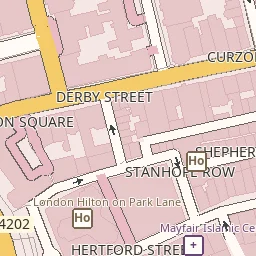 CURZO
DERBY STREET
ON SQUARE
SHEPHER
Ho
STANHOPE ROW
London Hilton on Park Lane
Ho
4202
Mayfair Islamic Ce
HERTFORD STREE